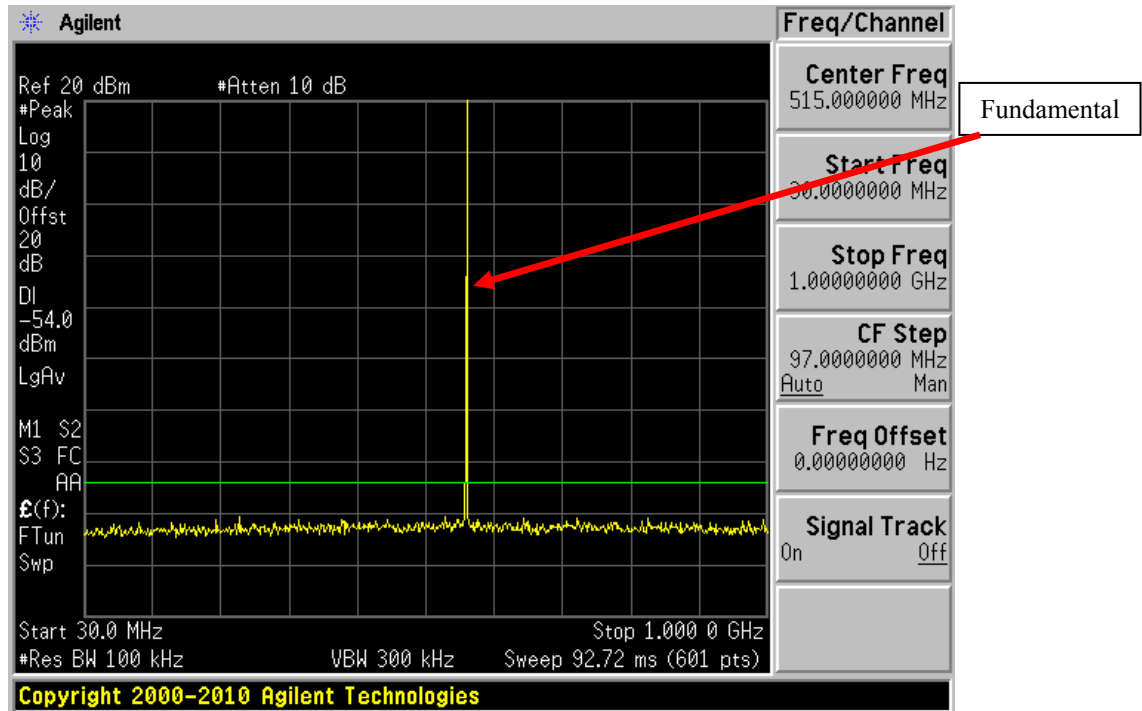 Agilent
Freq/Channel
Ref 20 dBm #Atten 10 dB
#Peak
Log
10
dB/
Offst
20
dB
DI
-54.0
dBm
LgAv
M1 S2
S3 FC
AA
£(f):
FTun
Swp
Start 30.0 MHz Stop 1.000 0 GHz
#Res BW 100 kHz VBW 300 kHz Sweep 92.72 ms (601 pts)
Copyright 2000-2010 Agilent Technologies
Center Freq
515.000000 MHz
Start Freq
30.0000000 MHz
Stop Freq
1.00000000 GHz
CF Step
97.0000000 MHz
Auto Man
Freq Offset
0.00000000 Hz
Signal Track
On Off
Fundamental